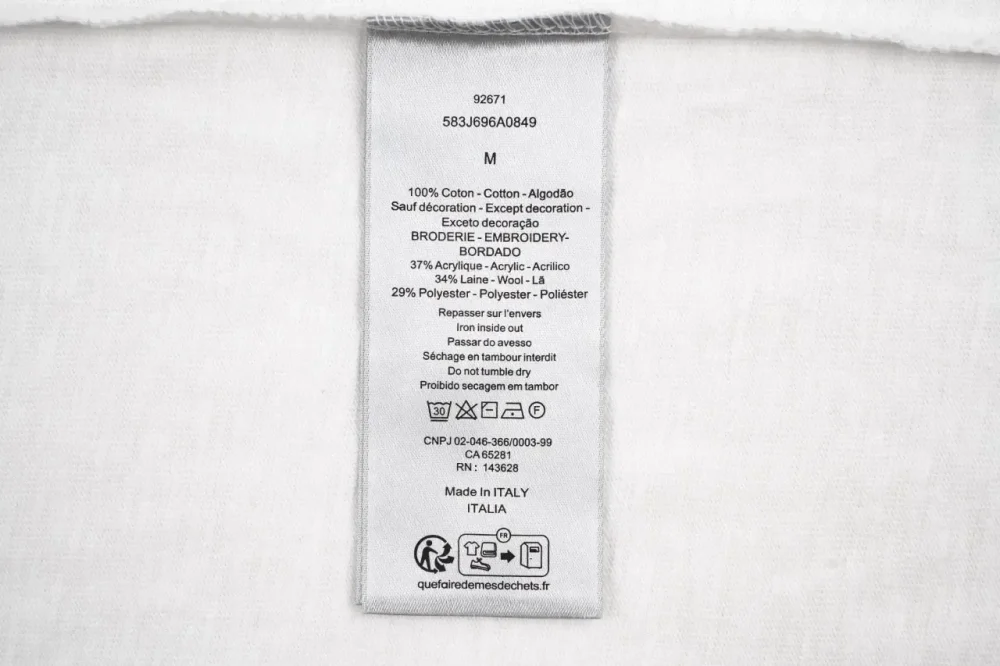 92671
583J696A0849
M
100% Coton - Cotton - Algodão
Sauf décoration - Except decoration -
Exceto decoração
BRODERIE - EMBROIDERY-
BORDADO
37% Acrylique - Acrylic - Acrilico
34% Laine - Wool - Lã
29% Polyester - Polyester - Poliéster
Repasser sur l'envers
Iron inside out
Passar do avesso
Séchage en tambour interdit
Do not tumble dry
Proibido secagem em tambor
30 F
CNPJ 02-046-366/0003-99
CA 65281
RN : 143628
Made In ITALY
ITALIA
FR
quefairedemesdechets.fr